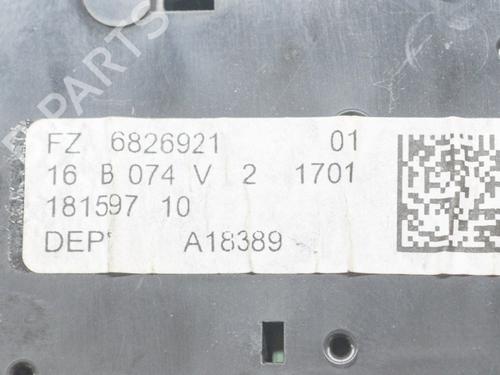 B PARTS
FZ 6826921 01
16 B 074 V 2 1701
181597 10
DEP* A18389